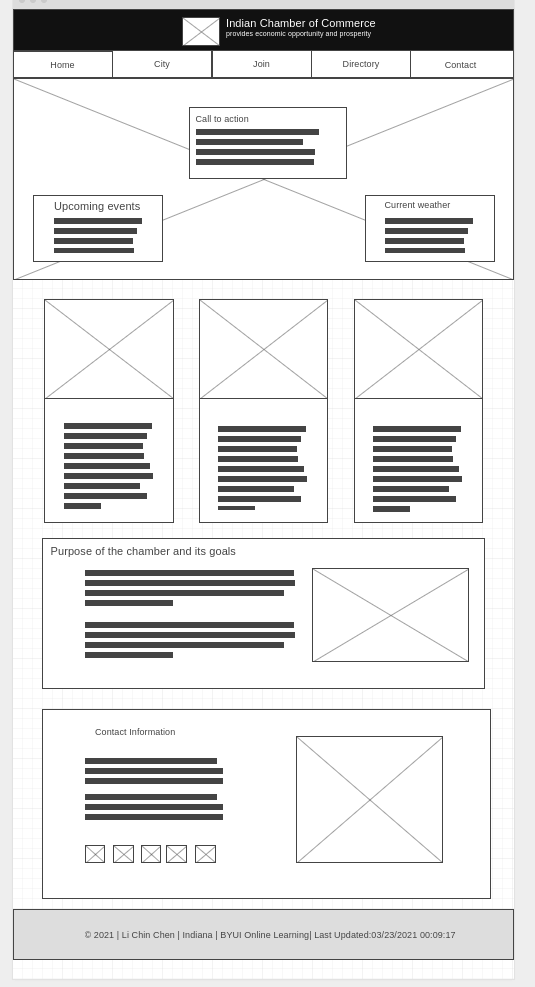 Indian Chamber of Commerce
provides economic opportunity and prosperity
Home
City
Join
Directory
Contact
Call to action
Upcoming events
Current weather
Purpose of the chamber and its goals
Contact Information
© 2021 | Li Chin Chen | Indiana | BYUI Online Learning| Last Updated:03/23/2021 00:09:17